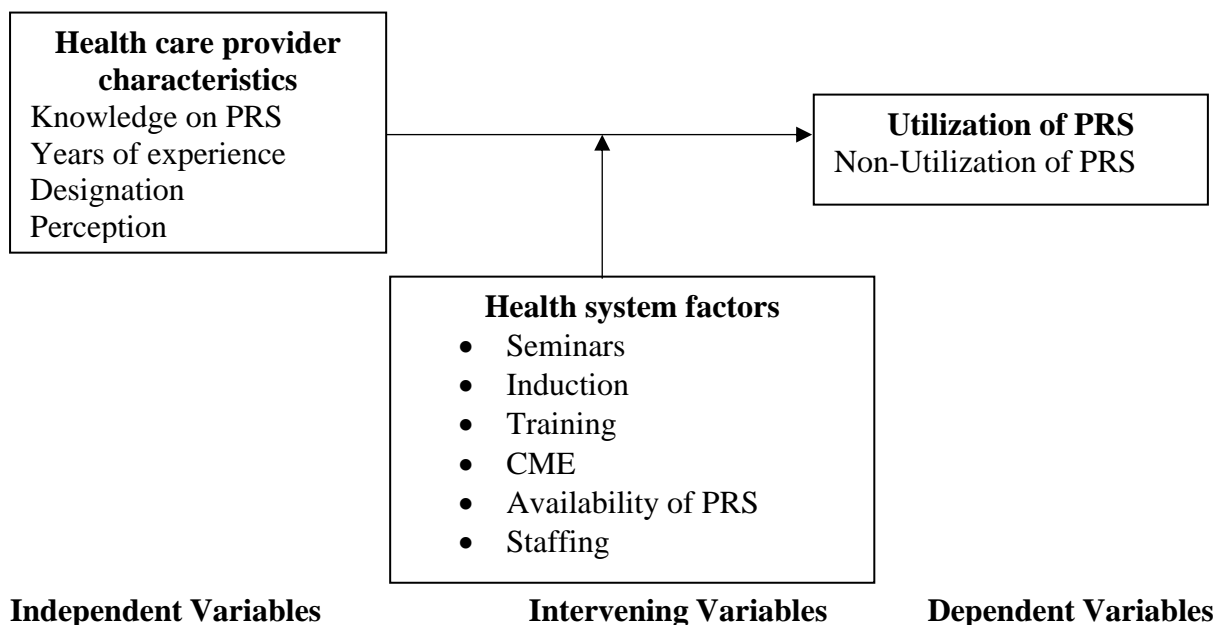 Health care provider
characteristics
Knowledge on PRS
Years of experience
Designation
Perception
Utilization of PRS
Non-Utilization of PRS
Health system factors
• Seminars
• Induction
• Training
• CME
• Availability of PRS
• Staffing
Independent Variables Intervening Variables Dependent Variables